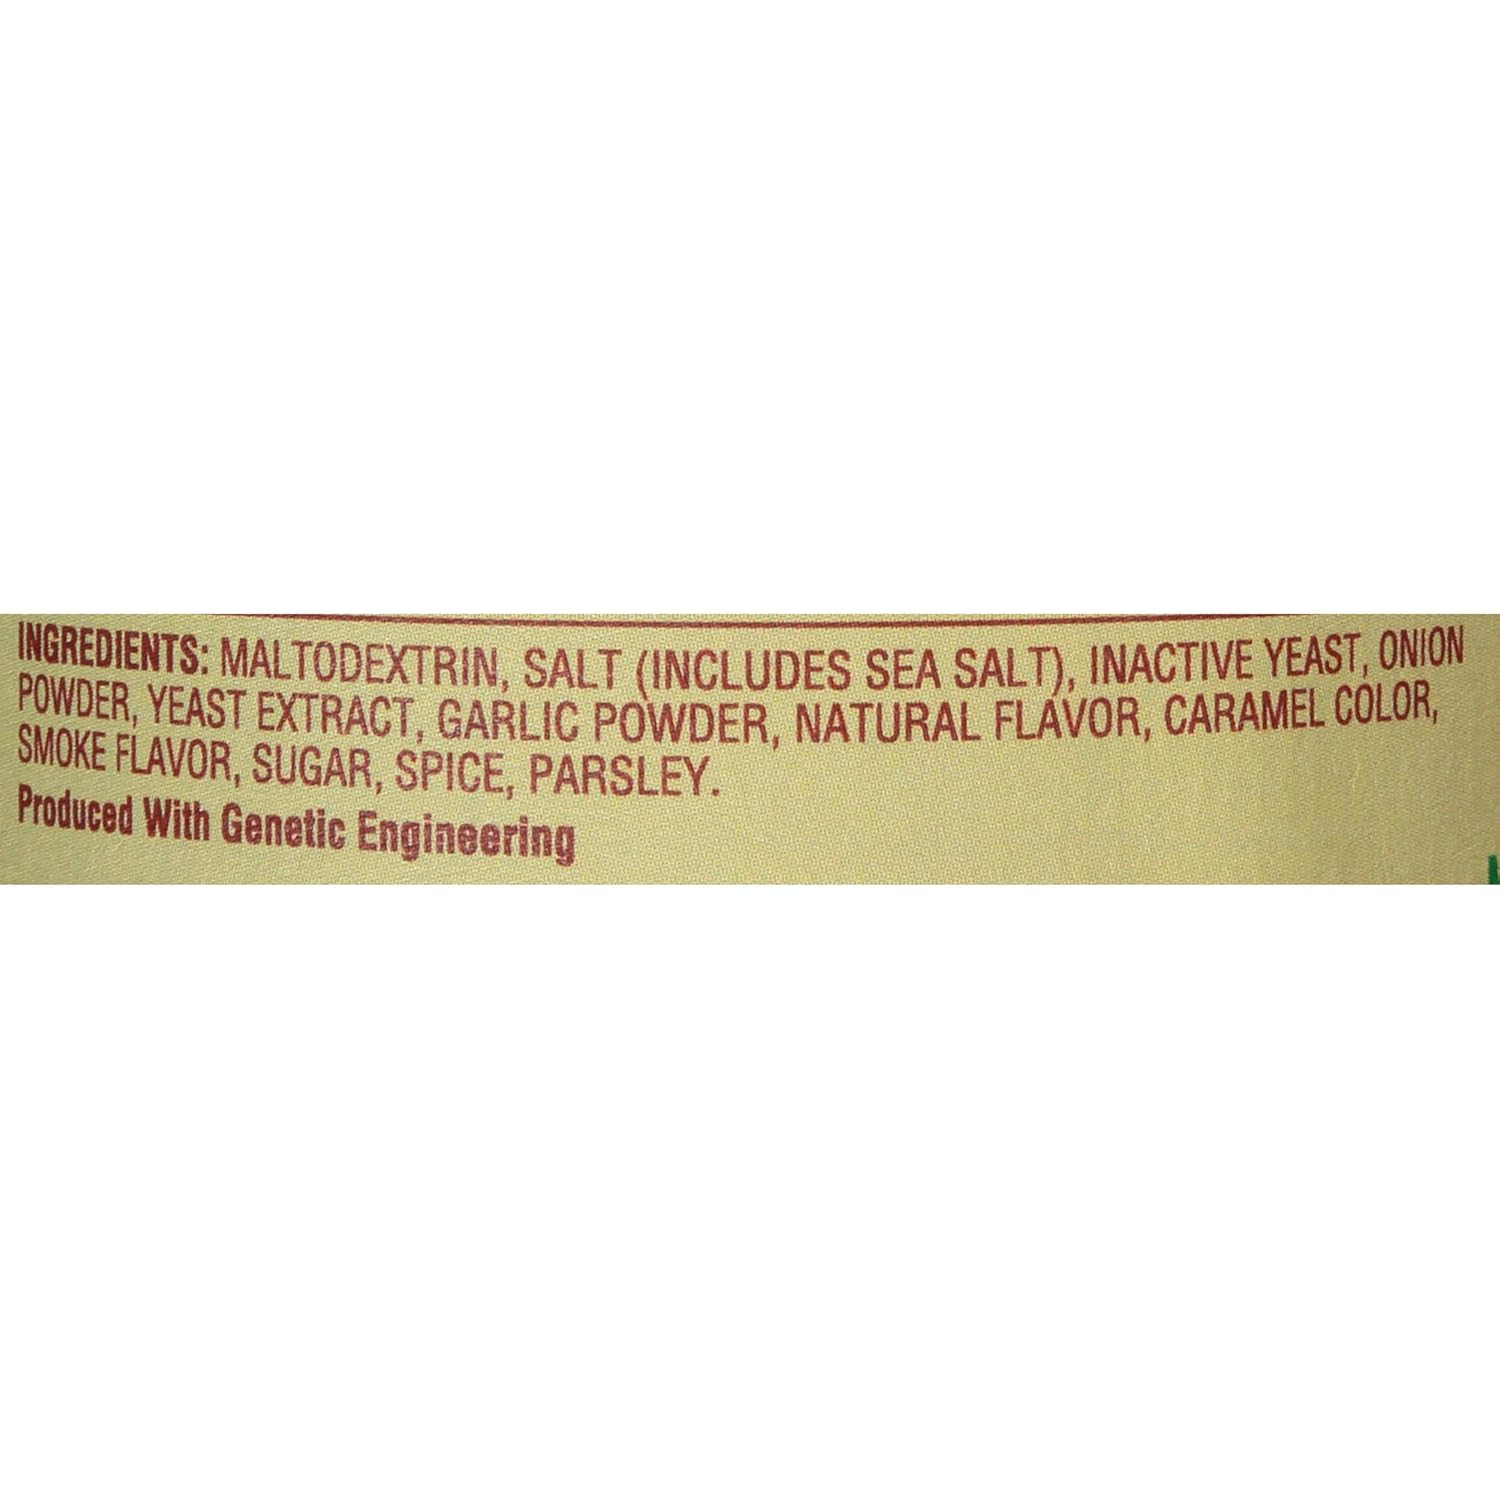 INGREDIENTS: MALTODEXTRIN, SALT (INCLUDES SEA SALT), INACTIVE YEAST, ONION
POWDER, YEAST EXTRACT, GARLIC POWDER, NATURAL FLAVOR, CARAMEL COLOR,
SMOKE FLAVOR, SUGAR, SPICE, PARSLEY.
Produced With Genetic Engineering